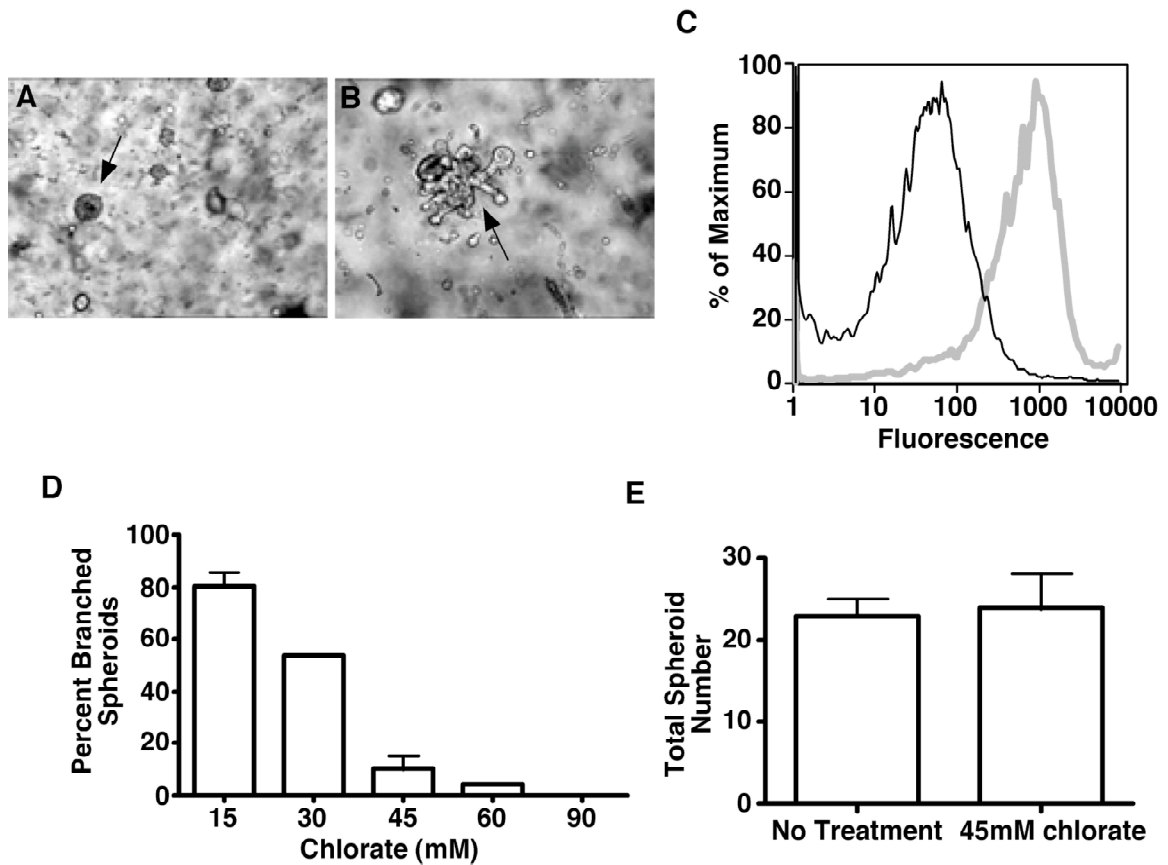 A
B
C
100
80
60
40
20
0
% of Maximum
1 10 100 1000 10000
Fluorescence
D
100
80
60
40
20
0
Percent Branched
Spheroids
15 30 45 60 90
Chlorate (mM)
E
30
20
10
0
Total Spheroid
Number
No Treatment 45mM chlorate